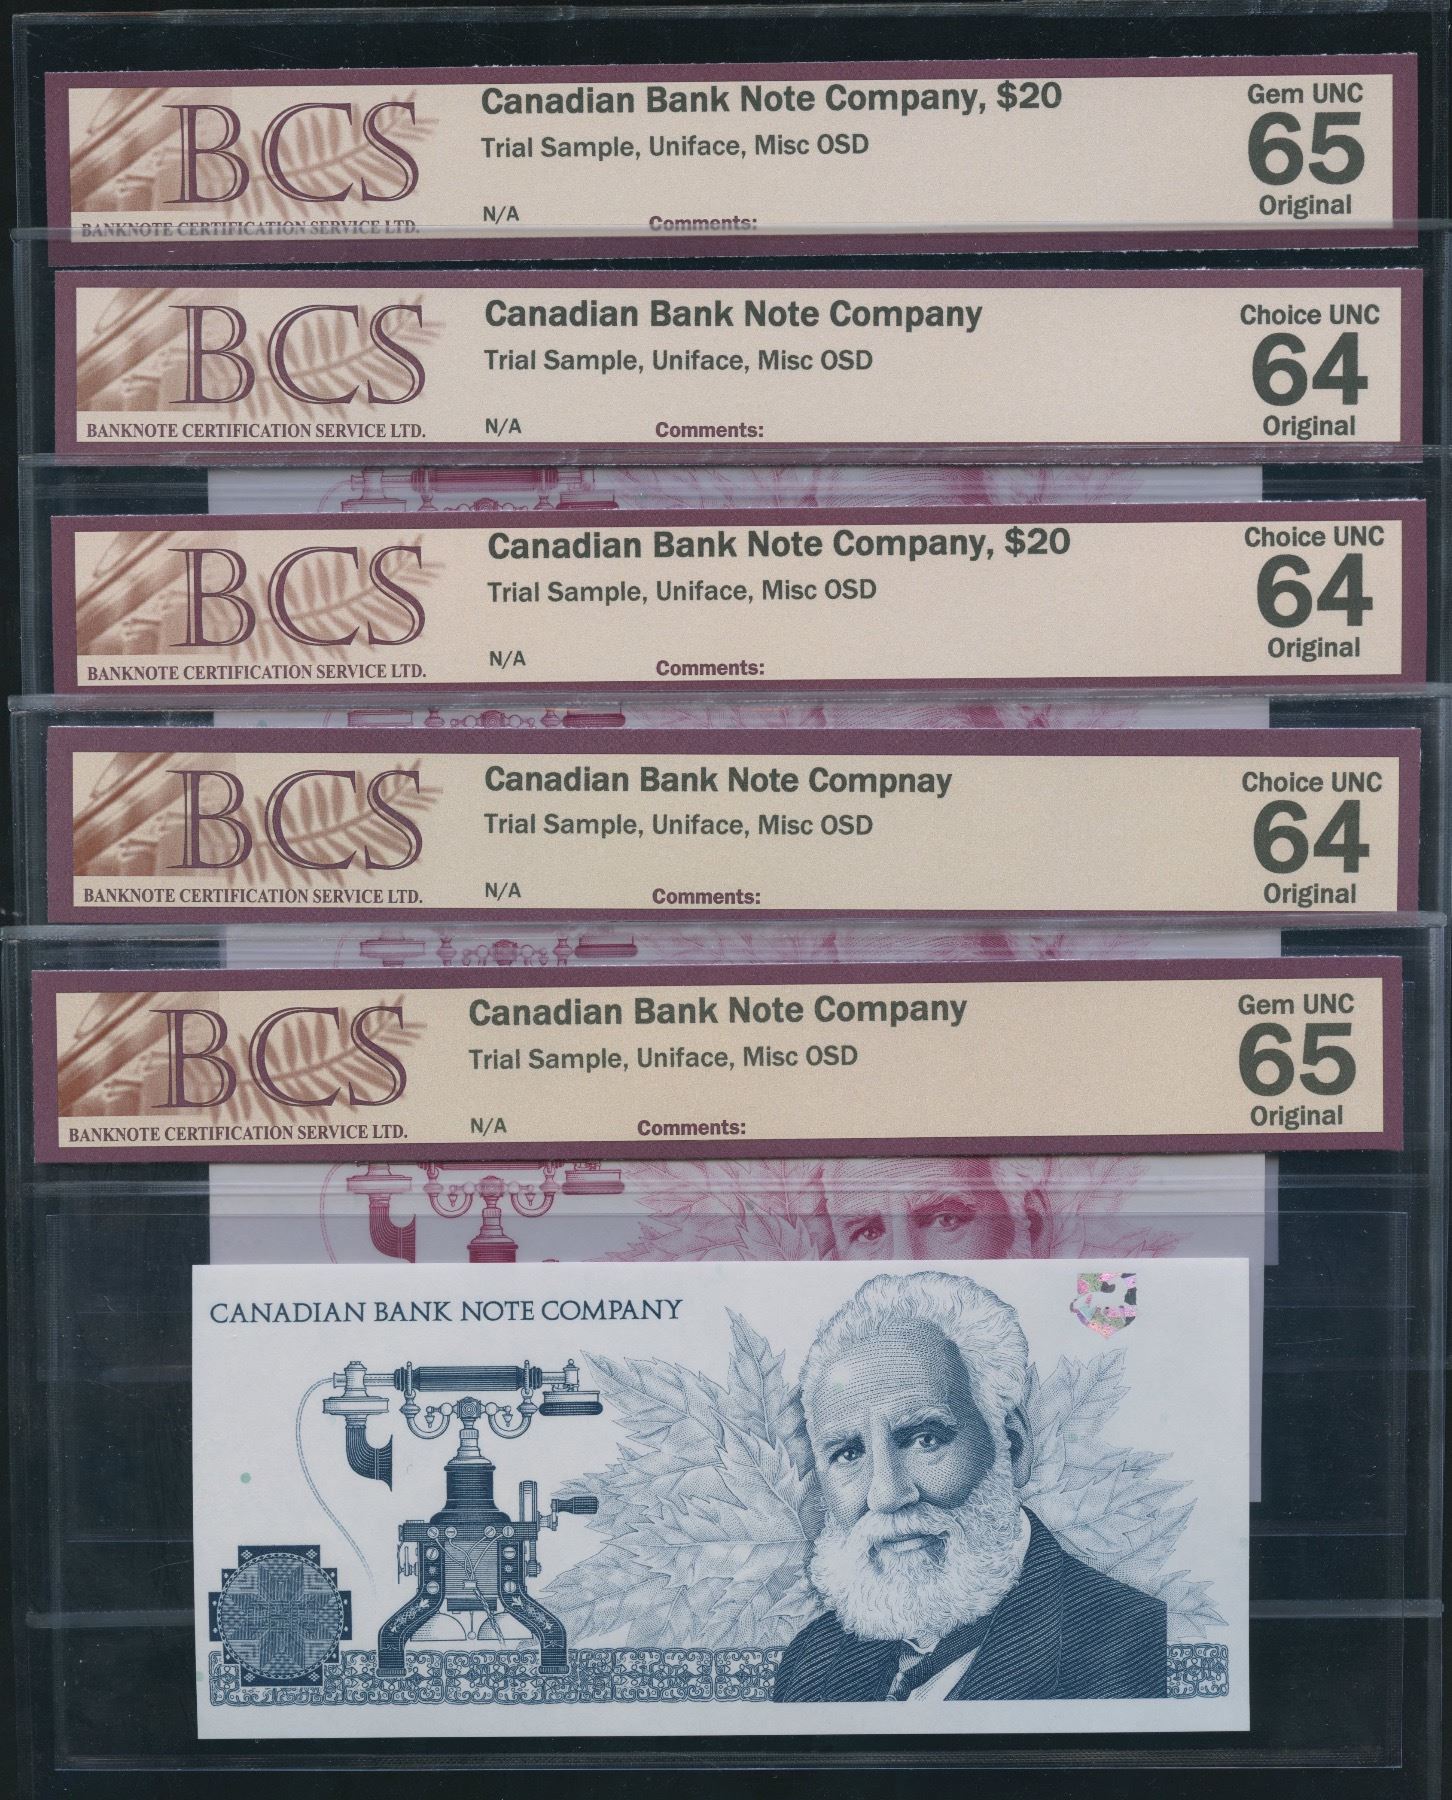 BCS
BANKNOTE CERTIFICATION SERVICE LTD.
Canadian Bank Note Company, $20
Trial Sample, Uniface, Misc OSD
N/A
Comments:
Gem UNC
65
Original
BCS
BANKNOTE CERTIFICATION SERVICE LTD.
Canadian Bank Note Company
Trial Sample, Uniface, Misc OSD
N/A
Comments:
Choice UNC
64
Original
BCS
BANKNOTE CERTIFICATION SERVICE LTD.
Canadian Bank Note Company, $20
Trial Sample, Uniface, Misc OSD
N/A
Comments:
Choice UNC
64
Original
BCS
BANKNOTE CERTIFICATION SERVICE LTD.
Canadian Bank Note Compnay
Trial Sample, Uniface, Misc OSD
N/A
Comments:
Choice UNC
64
Original
BCS
BANKNOTE CERTIFICATION SERVICE LTD.
Canadian Bank Note Company
Trial Sample, Uniface, Misc OSD
N/A
Comments:
Gem UNC
65
Original
CANADIAN BANK NOTE COMPANY